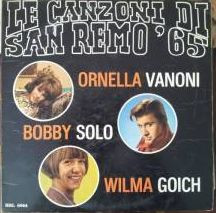 LE CANZONI DI
SAN REMO '65
ORNELLA VANONI
BOBBY SOLO
WILMA GOICH